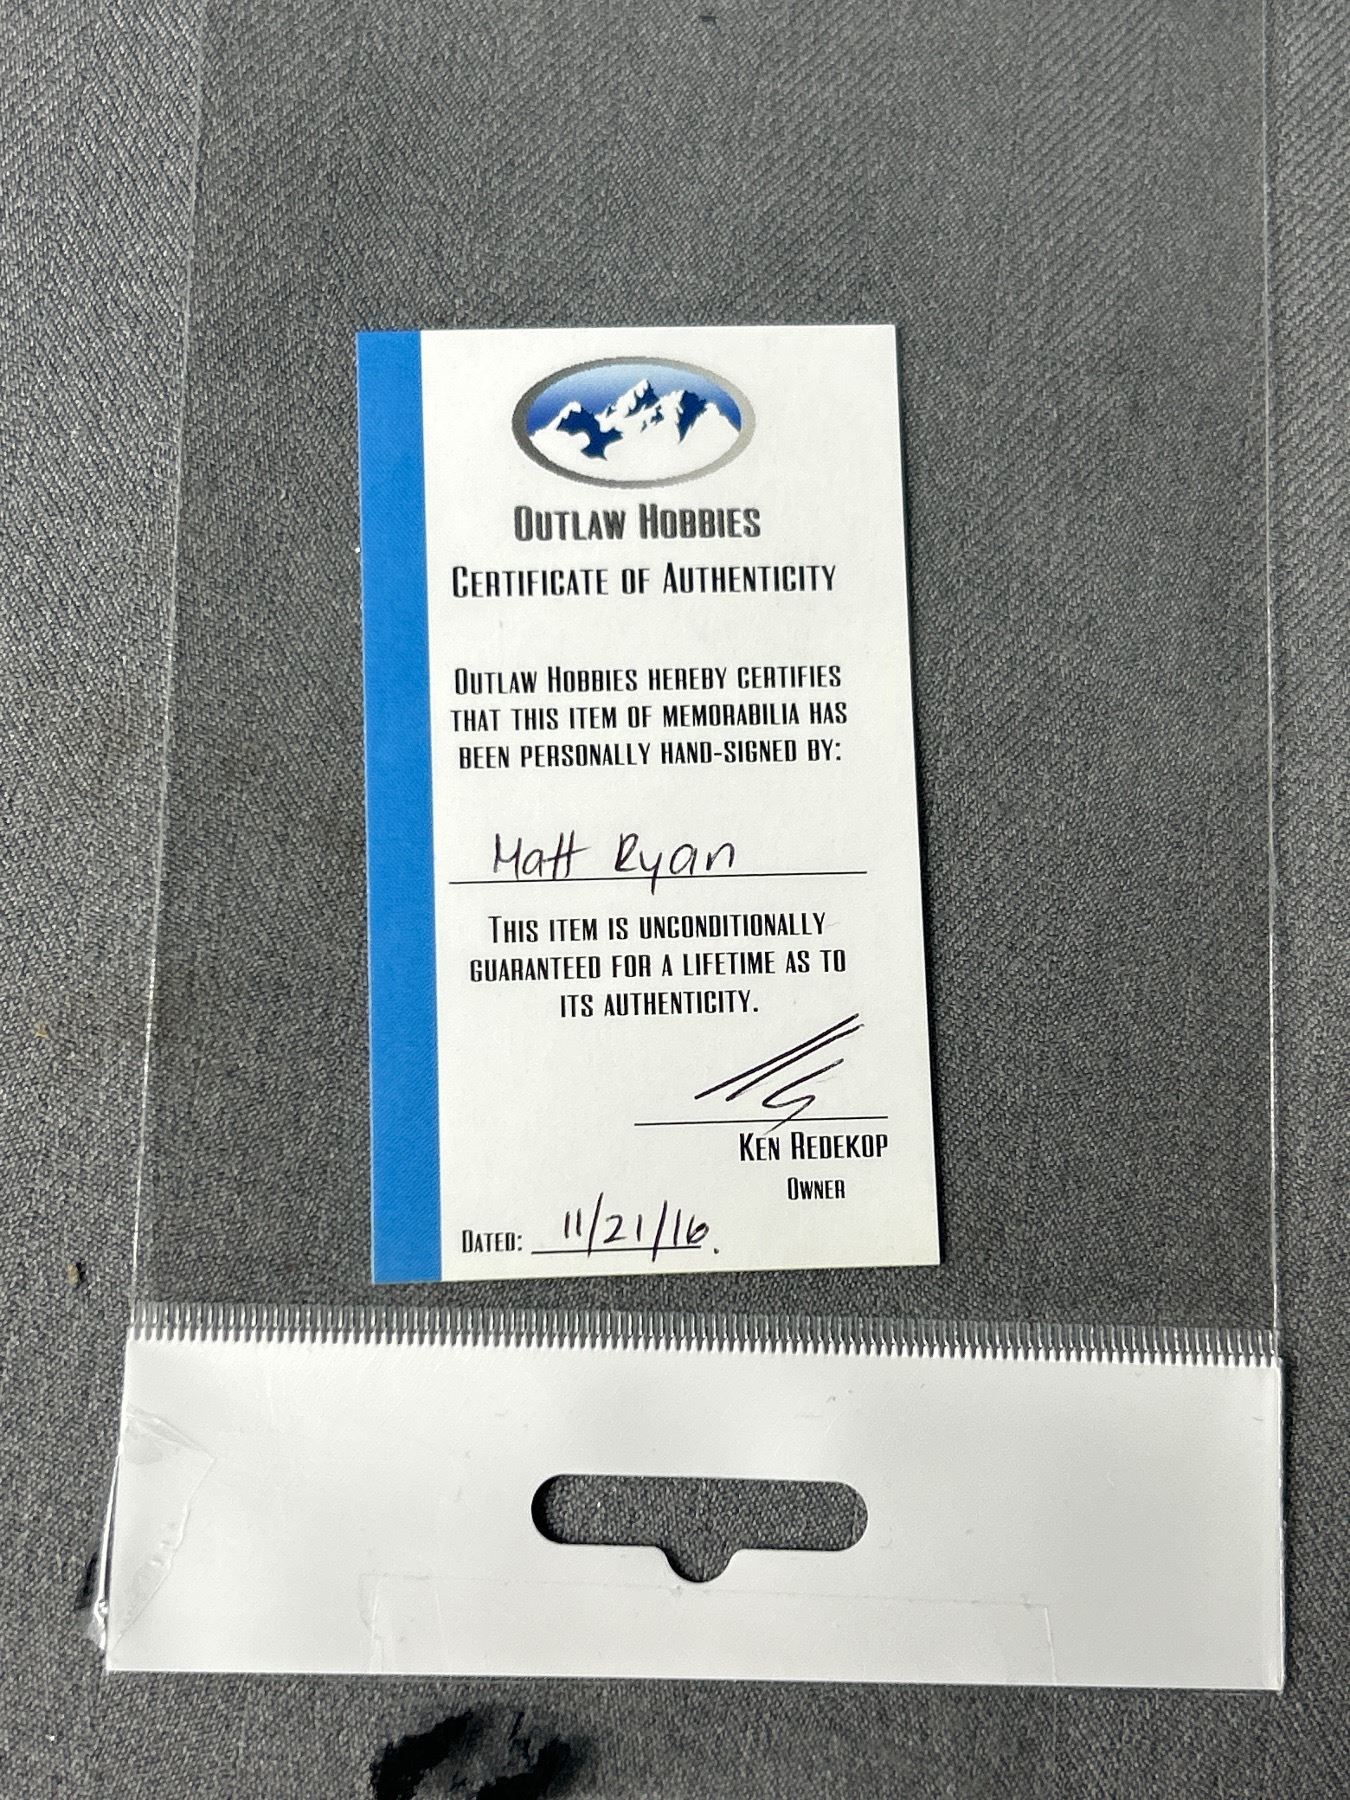 Outlaw Hobbies
Certificate of Authenticity
Outlaw Hobbies hereby certifies
that this item of memorabilia has
been personally hand-signed by:
Matt Ryan
This item is unconditionally
guaranteed for a lifetime as to
its authenticity.
Ken Redekop
Owner
Dated: 11/21/16.